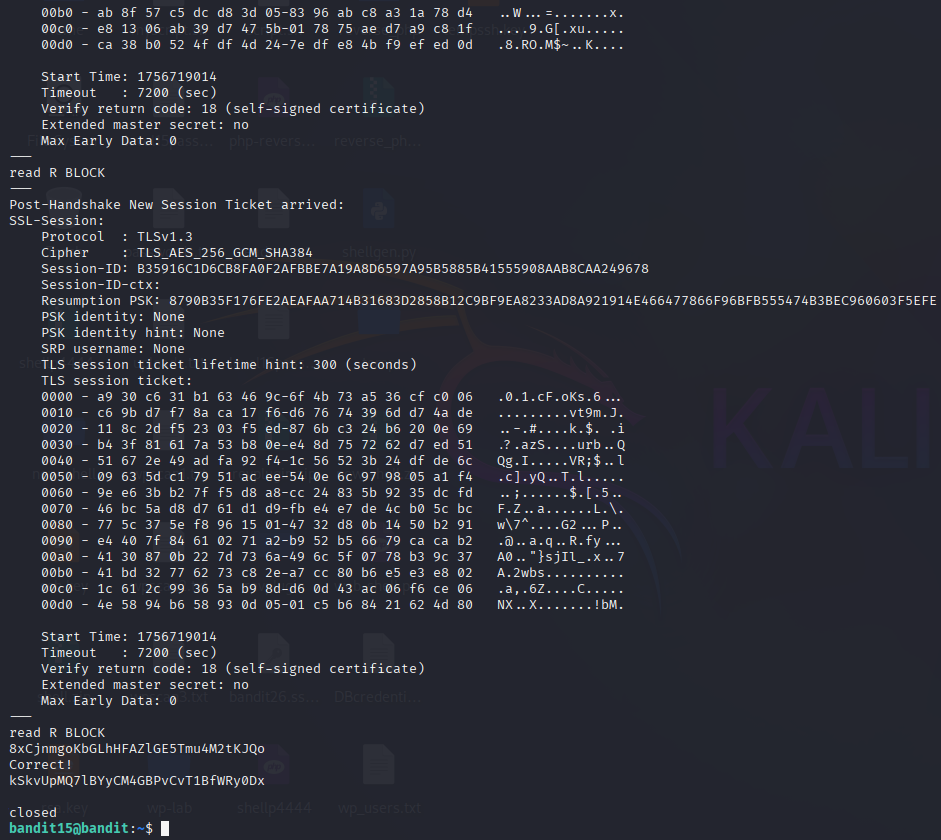 00b0 - ab 8f 57 c5 dc d8 3d 05-83 96 ab c8 a3 1a 78 d4   ..W...=.......x.
00c0 - e8 13 06 ab 39 d7 47 5b-01 78 75 ae d7 a9 c8 1f   ....9.G[.xu.....
00d0 - ca 38 b0 52 4f df 4d 24-7e df e8 4b f9 ef ed 0d   .8.RO.M$~..K....
Start Time: 1756719014
Timeout   : 7200 (sec)
Verify return code: 18 (self-signed certificate)
Extended master secret: no
Max Early Data: 0
---
read R BLOCK
---
Post-Handshake New Session Ticket arrived:
SSL-Session:
Protocol  : TLSv1.3
Cipher    : TLS_AES_256_GCM_SHA384
Session-ID: B35916C1D6CB8FA0F2AFBBE7A19A8D6597A95B5885B41555908AAB8CAA249678
Session-ID-ctx:
Resumption PSK: 8790B35F176FE2AEAFAA714B31683D2858B12C9BF9EA8233AD8A921914E466477866F96BFB555474B3BEC960603F5EFE
PSK identity: None
PSK identity hint: None
SRP username: None
TLS session ticket lifetime hint: 300 (seconds)
TLS session ticket:
0000 - a9 30 c6 31 b1 63 46 9c-6f 4b 73 a5 36 cf c0 06   .0.1.cF.oKs.6...
0010 - c6 9b d7 f7 8a ca 17 f6-d6 76 74 39 6d d7 4a de   .........vt9m.J.
0020 - 11 8c 2d f5 23 03 f5 ed-87 6b c3 24 b6 20 0e 69   ..-.#....k.$. .i
0030 - b4 3f 81 61 7a 53 b8 0e-e4 8d 75 72 62 d7 ed 51   .?.azS....urb..Q
0040 - 51 67 2e 49 ad fa 92 f4-1c 56 52 3b 24 df de 6c   Qg.I.....VR;$..l
0050 - 09 63 5d c1 79 51 ac ee-54 0e 6c 97 98 05 a1 f4   .c].yQ..T.l.....
0060 - 9e e6 3b b2 7f f5 d8 a8-cc 24 83 5b 92 35 dc fd   ..;......$.[.5..
0070 - 46 bc 5a d8 d7 61 d1 d9-fb e4 e7 de 4c b0 5c bc   F.Z..a......L.\.
0080 - 77 5c 37 5e f8 96 15 01-47 32 d8 0b 14 50 b2 91   w\7^....G2...P..
0090 - e4 40 7f 84 61 02 71 a2-b9 52 b5 66 79 ca ca b2   .@..a.q..R.fy...
00a0 - 41 30 87 0b 22 7d 73 6a-49 6c 5f 07 78 b3 9c 37   A0.."}sjIl_.x..7
00b0 - 41 bd 32 77 62 73 c8 2e-a7 cc 80 b6 e5 e3 e8 02   A.2wbs..........
00c0 - 1c 61 2c 99 36 5a b9 8d-d6 0d 43 ac 06 f6 ce 06   .a,.6Z....C.....
00d0 - 4e 58 94 b6 58 93 0d 05-01 c5 b6 84 21 62 4d 80   NX..X.......!bM.
Start Time: 1756719014
Timeout   : 7200 (sec)
Verify return code: 18 (self-signed certificate)
Extended master secret: no
Max Early Data: 0
---
read R BLOCK
8xCjnmgoKbGLhHFAZlGE5Tmu4M2tKJQo
Correct!
kSkvUpMQ7lBYyCM4GBPvCvT1BfWRy0Dx
closed
bandit15@bandit:~$
KALI
php-revers...
reverse_ph...
shellgen.py
bandit26.ss...
D8credenti...
wp-lab
shellp4444
wp_users.txt